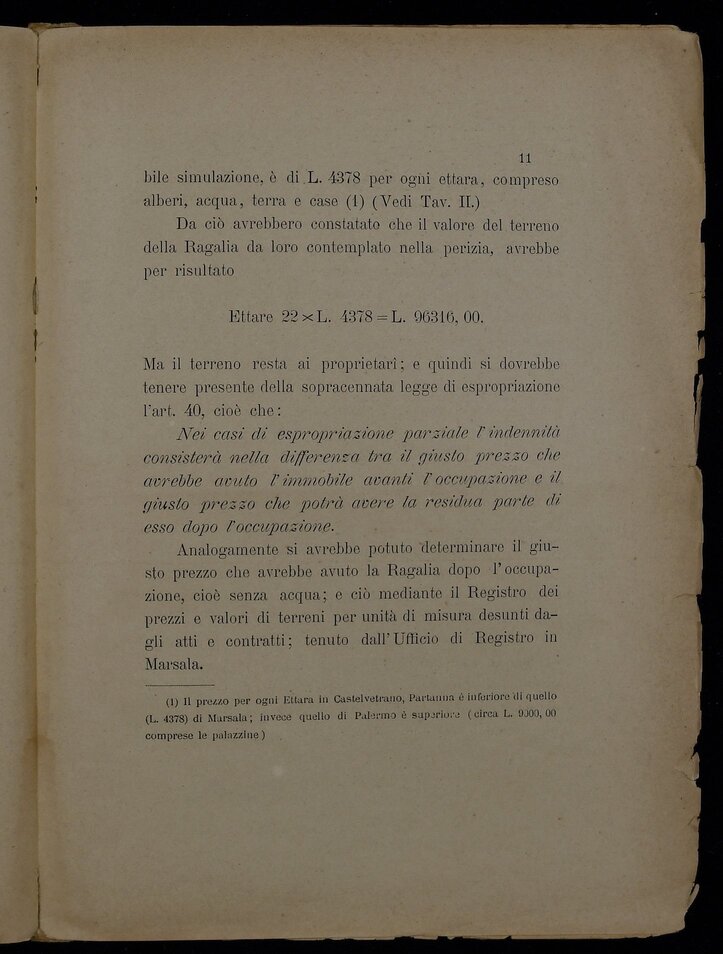 11
bile simulazione, è di L. 4378 per ogni ettara, compreso
alberi, acqua, terra e case (1) (Vedi Tav. II.)
Da ciò avrebbero constatato che il valore del terreno
della Ragalia da loro contemplato nella perizia, avrebbe
per risultato
Ettare 22 × L. 4378 = L. 96316, 00.
Ma il terreno resta ai proprietarî; e quindi si dovrebbe
tenere presente della sopracennata legge di espropriazione
l'art. 40, cioè che:
Nei casi di espropriazione parziale l'indennità
consisterà nella differenza tra il giusto prezzo che
avrebbe avuto l'immobile avanti l'occupazione e il
giusto prezzo che potrà avere la residua parte di
esso dopo l'occupazione.
Analogamente si avrebbe potuto determinare il giu-
sto prezzo che avrebbe avuto la Ragalia dopo l'occupa-
zione, cioè senza acqua; e ciò mediante il Registro dei
prezzi e valori di terreni per unità di misura desunti da-
gli atti e contratti; tenuto dall'Ufficio di Registro in
Marsala.
(1) Il prezzo per ogni Ettara in Castelvetrano, Partanna è inferiore di quello
(L. 4378) di Marsala; invece quello di Palermo è superiore (circa L. 9000, 00
comprese le palazzine)